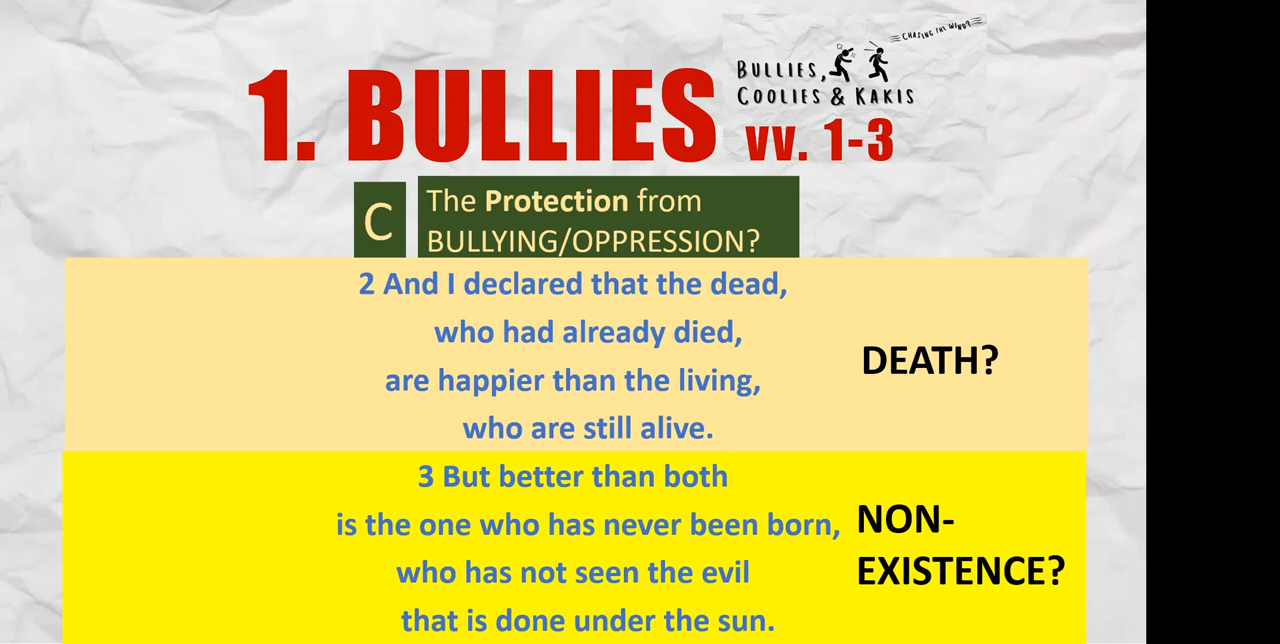 CHASING THE WIND?
BULLIES,
COOLIES & KAKIS
1. BULLIES
vv. 1-3
C
The Protection from
BULLYING/OPPRESSION?
2 And I declared that the dead,
who had already died,
are happier than the living,
who are still alive.
DEATH?
3 But better than both
is the one who has never been born,
who has not seen the evil
that is done under the sun.
NON-
EXISTENCE?